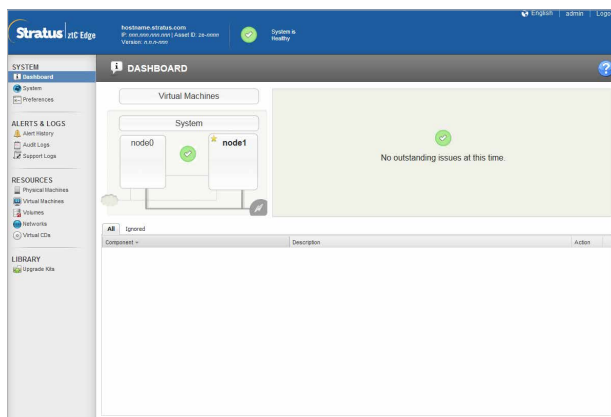 English | admin | Logo
Stratus | ztC Edge
hostname.stratus.com
IP: nnn.nnn.nnn.nnn | Asset ID: ze-nnnn
Version: n.n.n-nnn
System is
Healthy
SYSTEM
Dashboard
System
Preferences
ALERTS & LOGS
Alert History
Audit Logs
Support Logs
RESOURCES
Physical Machines
Virtual Machines
Volumes
Networks
Virtual CDs
LIBRARY
Upgrade Kits
DASHBOARD
?
Virtual Machines
System
node0
node1
No outstanding issues at this time.
All Ignored
Component Description Action